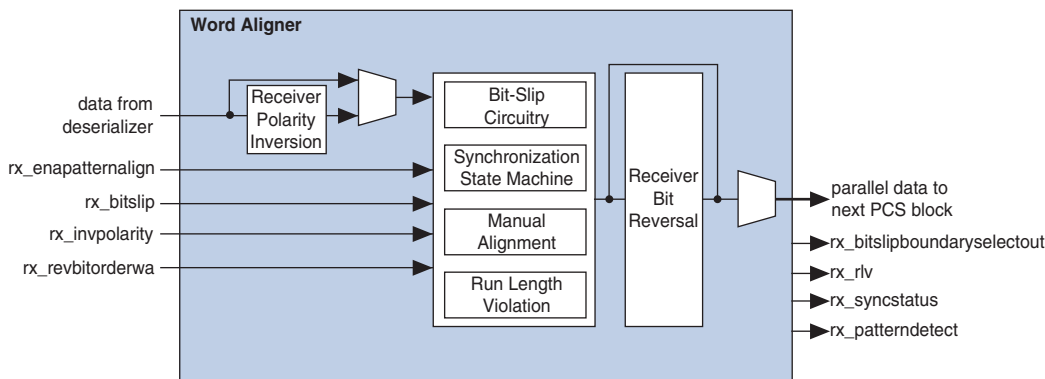 Word Aligner
data from
deserializer
Receiver
Polarity
Inversion
rx_enapatternalign
rx_bitslip
rx_invpolarity
rx_revbitorderwa
Bit-Slip
Circuitry
Synchronization
State Machine
Manual
Alignment
Run Length
Violation
Receiver
Bit
Reversal
parallel data to
next PCS block
rx_bitslipboundaryselectout
rx_rlv
rx_syncstatus
rx_patterndetect